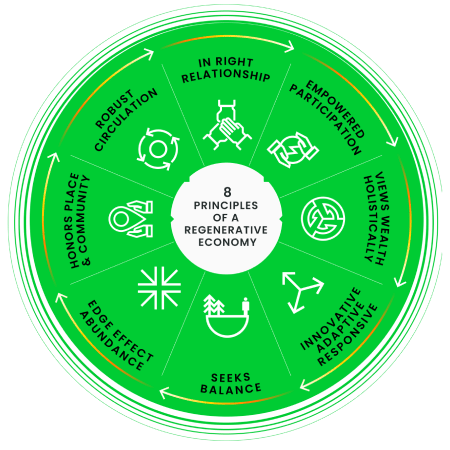 8
PRINCIPLES
OF A
REGENERATIVE
ECONOMY
IN RIGHT
RELATIONSHIP
EMPOWERED
PARTICIPATION
VIEWS WEALTH
HOLISTICALLY
INNOVATIVE
ADAPTIVE
RESPONSIVE
SEEKS
BALANCE
EDGE EFFECT
ABUNDANCE
HONORS PLACE
& COMMUNITY
ROBUST
CIRCULATION